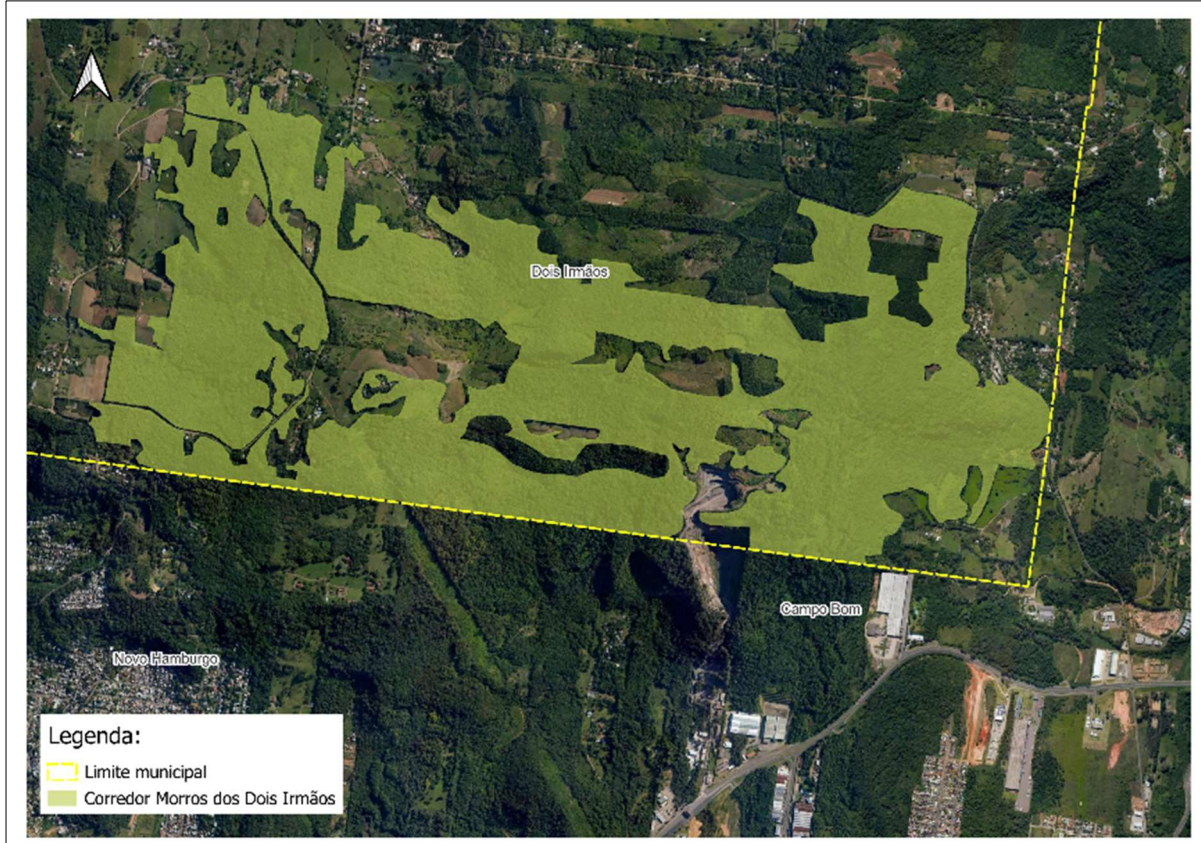 Dois Irmãos
Campo Bom
Novo Hamburgo
Legenda:
Limite municipal
Corredor Morros dos Dois Irmãos